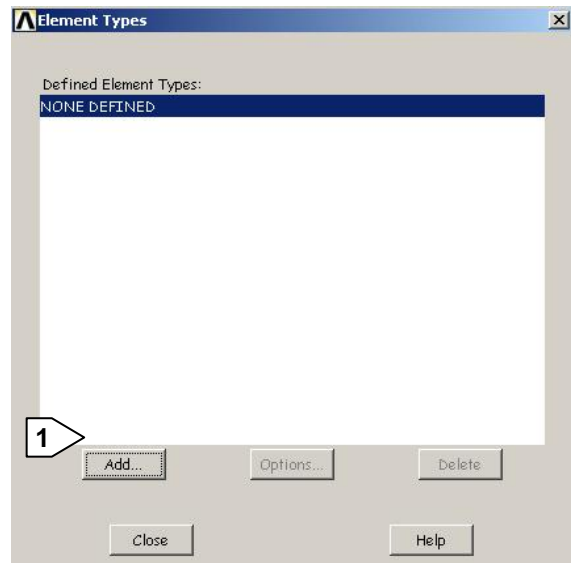 Element Types
Defined Element Types:
NONE DEFINED
1
Add... Options... Delete
Close Help